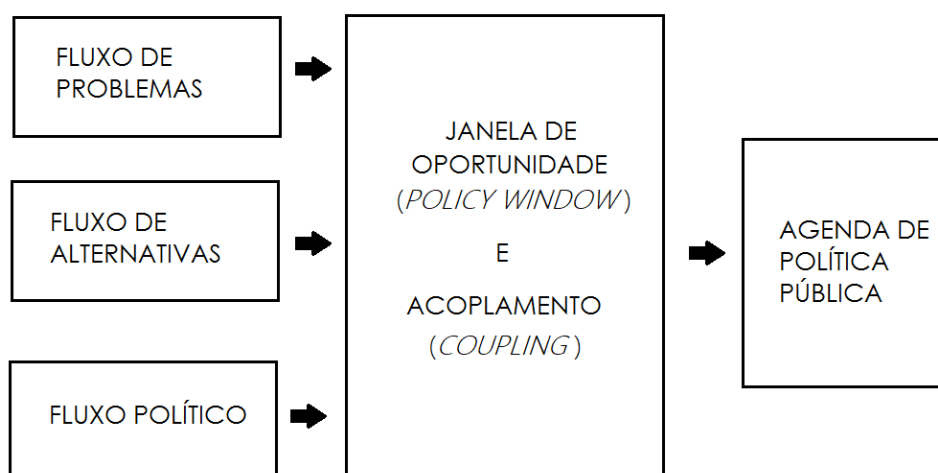 FLUXO DE
PROBLEMAS
FLUXO DE
ALTERNATIVAS
FLUXO POLÍTICO
JANELA DE
OPORTUNIDADE
(POLICY WINDOW)
E
ACOPLAMENTO
(COUPLING)
AGENDA DE
POLÍTICA
PÚBLICA